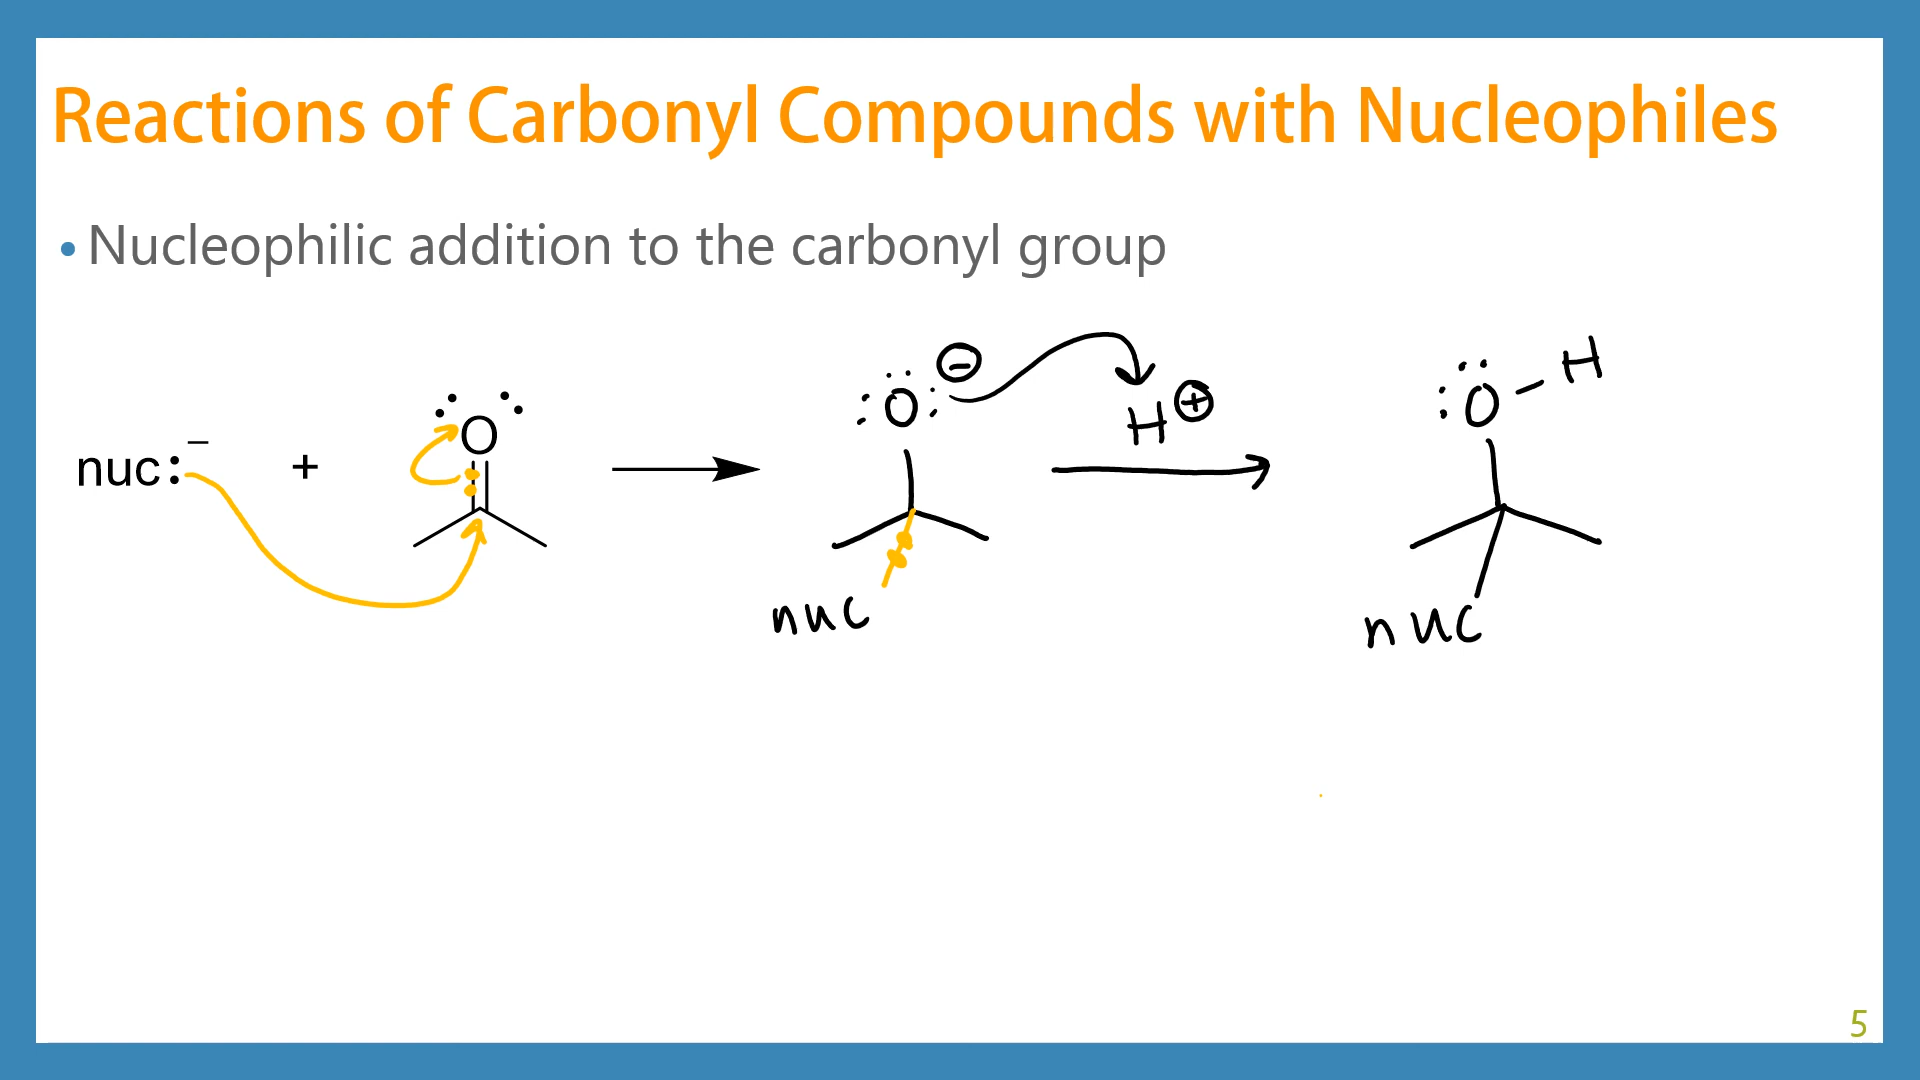 Reactions of Carbonyl Compounds with Nucleophiles
• Nucleophilic addition to the carbonyl group
nuc:⁻ + O → :O: ⊖ H⊕ → :O-H
nuc nuc
5